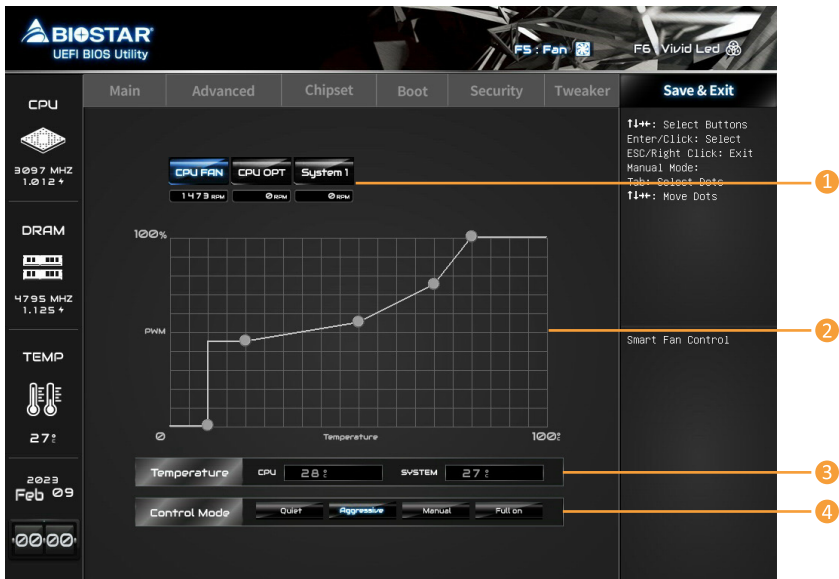 BIOSTAR
UEFI BIOS Utility
F5 : Fan
F6 Vivid Led
CPU
3097 MHZ
1.012
DRAM
4795 MHZ
1.125
TEMP
27°C
2023
Feb 09
00:00
Main Advanced Chipset Boot Security Tweaker Save & Exit
CPU FAN CPU OPT System 1
1473 RPM 0 RPM 0 RPM
100%
PWM
0 Temperature 100°C
Temperature CPU 28°C SYSTEM 27°C
Control Mode Quiet Aggressive Manual Full on
↑↓→←: Select Buttons
Enter/Click: Select
ESC/Right Click: Exit
Manual Mode:
Tab: Select Dots
↑↓→←: Move Dots
Smart Fan Control
1
2
3
4